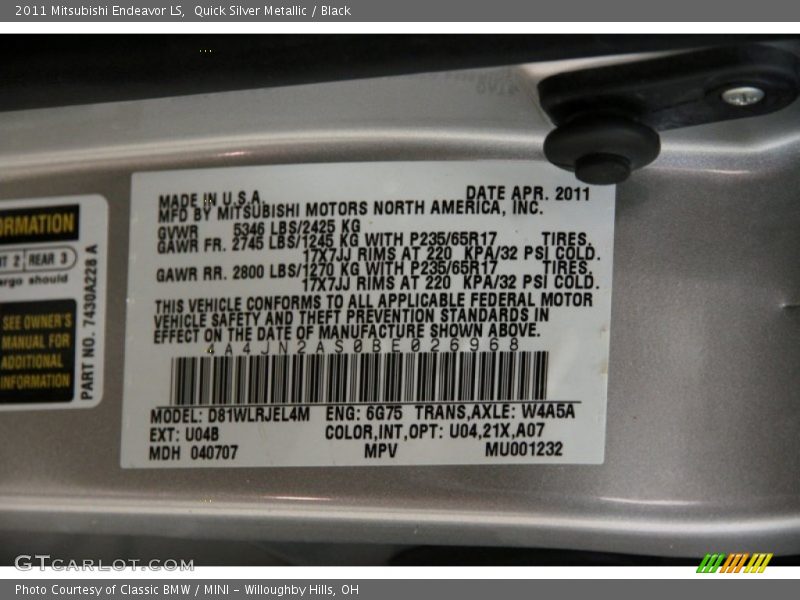 2011 Mitsubishi Endeavor LS, Quick Silver Metallic / Black
ORMATION
NT 2 REAR 3
argo should
SEE OWNER'S
MANUAL FOR
ADDITIONAL
INFORMATION
PART NO. 7430A228 A
MADE IN U.S.A. DATE APR. 2011
MFD BY MITSUBISHI MOTORS NORTH AMERICA, INC.
GVWR 5346 LBS/2425 KG
GAWR FR. 2745 LBS/1245 KG WITH P235/65R17 TIRES,
17X7JJ RIMS AT 220 KPA/32 PSI COLD.
GAWR RR. 2800 LBS/1270 KG WITH P235/65R17 TIRES,
17X7JJ RIMS AT 220 KPA/32 PSI COLD.
THIS VEHICLE CONFORMS TO ALL APPLICABLE FEDERAL MOTOR
VEHICLE SAFETY AND THEFT PREVENTION STANDARDS IN
EFFECT ON THE DATE OF MANUFACTURE SHOWN ABOVE.
4A4JN2AS0BE026968
MODEL: D81WLRJEL4M ENG: 6G75 TRANS,AXLE: W4A5A
EXT: U04B COLOR,INT,OPT: U04,21X,A07
MDH 040707 MPV MU001232
GTCARLOT.COM
Photo Courtesy of Classic BMW / MINI - Willoughby Hills, OH